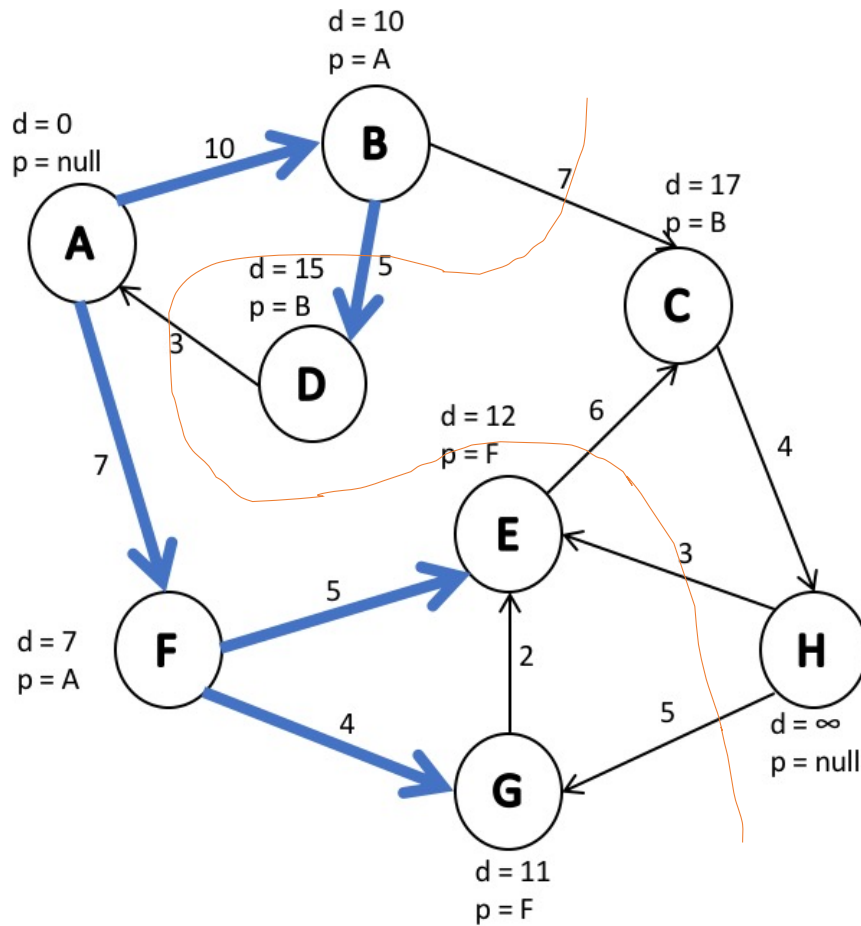 d = 10
p = A
d = 0
p = null
10
B
7
d = 17
p = B
A
5
d = 15
p = B
C
3
D
6
d = 12
p = F
4
7
E
3
5
F
d = 7
p = A
2
H
4
5
d = ∞
p = null
G
d = 11
p = F